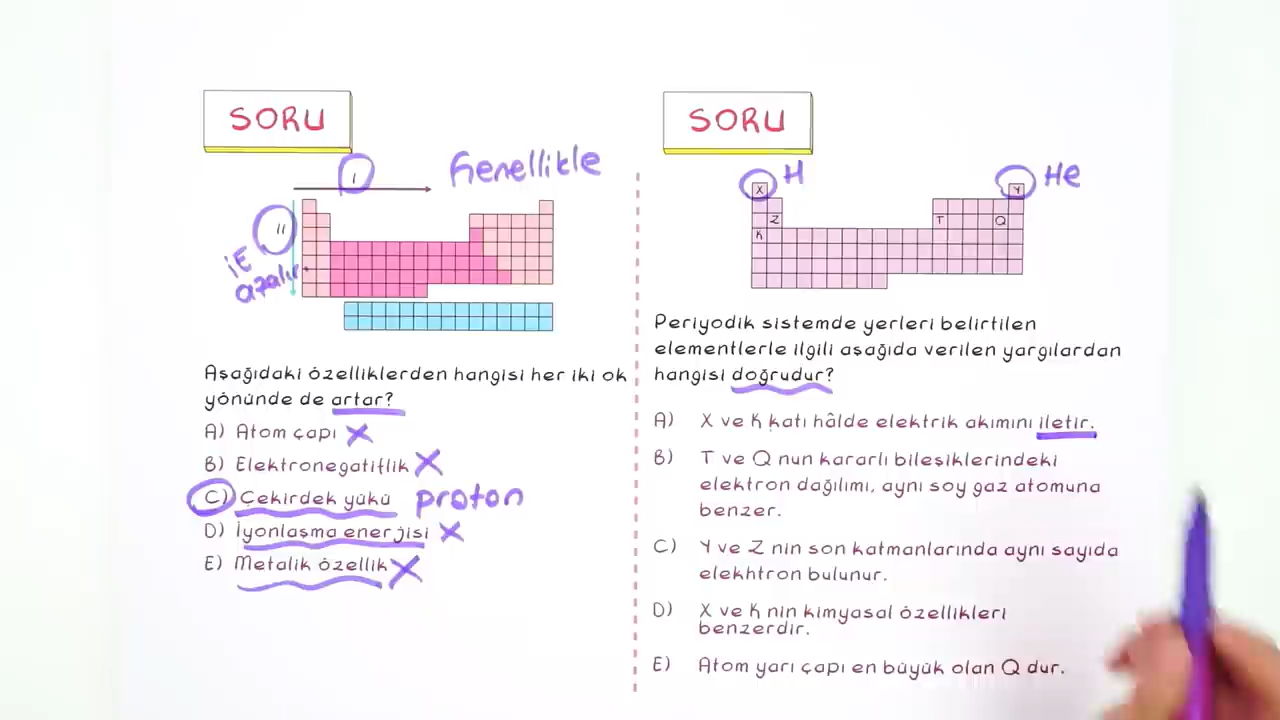 SORU
I
Genellikle
II
İE
azalır.
Aşağıdaki özelliklerden hangisi her iki ok
yönünde de artar?
A) Atom çapı X
B) Elektronegatiflik X
C) Çekirdek yükü proton
D) İyonlaşma enerjisi X
E) Metalik özellik X
SORU
X H
Y He
Z T Q
K
Periyodik sistemde yerleri belirtilen
elementlerle ilgili aşağıda verilen yargılardan
hangisi doğrudur?
A) X ve K katı hâlde elektrik akımını iletir.
B) T ve Q nun kararlı bileşiklerindeki
elektron dağılımı, aynı soy gaz atomuna
benzer.
C) Y ve Z nin son katmanlarında aynı sayıda
elekhtron bulunur.
D) X ve K nin kimyasal özellikleri
benzerdir.
E) Atom yarı çapı en büyük olan Q dur.